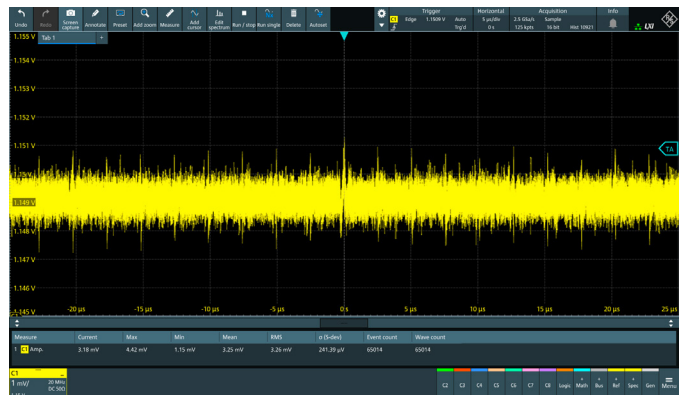 Undo Redo Screen capture Annotate Preset Add zoom Measure Add cursor Edit spectrum Run / stop Run single Delete Autoset
Trigger Horizontal Acquisition Info
C1 Edge 1.1509 V Auto 5 µs/div 2.5 GSa/s Sample
Trig'd 0 s 125 kpts 16 bit Hist 10921
LXI
1.155 V Tab 1 +
1.154 V
1.153 V
1.152 V
1.151 V
TA
1.149 V
1.148 V
1.147 V
1.146 V
1.145 V -20 µs -15 µs -10 µs -5 µs 0 s 5 µs 10 µs 15 µs 20 µs 25 µs
Measure Current Max Min Mean RMS σ (S-dev) Event count Wave count
1 C1 Amp. 3.18 mV 4.42 mV 1.15 mV 3.25 mV 3.26 mV 241.39 µV 65014 65014
C1
1 mV/ 20 MHz
DC 50Ω
C2 C3 C4 C5 C6 C7 C8 Logic Math Bus Ref Spec Gen Menu